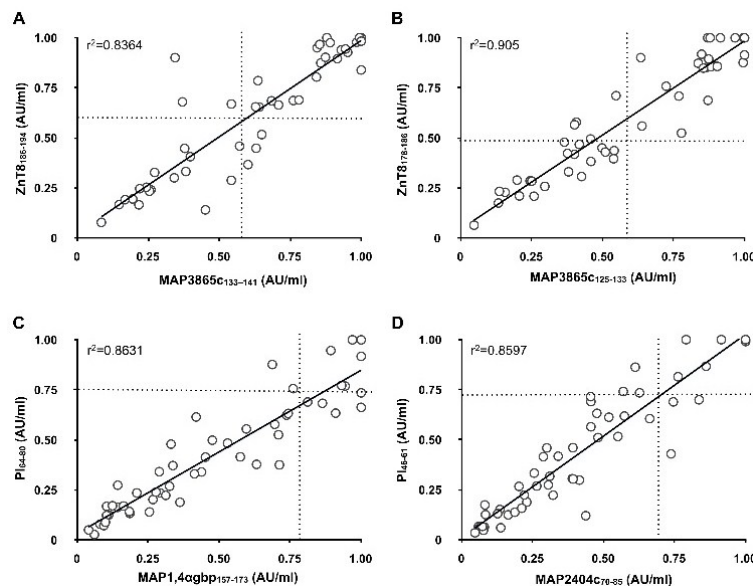 A
r²=0.8364
1.00
0.75
0.50
0.25
0
0
0.25
0.50
0.75
1.00
ZnT8186-194 (AU/ml)
MAP3865c133–141 (AU/ml)
B
r²=0.905
1.00
0.75
0.50
0.25
0
0
0.25
0.50
0.75
1.00
ZnT8178-186 (AU/ml)
MAP3865c125-133 (AU/ml)
C
r²=0.8631
1.00
0.75
0.50
0.25
0
0
0.25
0.50
0.75
1.00
PI64-80 (AU/ml)
MAP1,4αgbp157-173 (AU/ml)
D
r²=0.8597
1.00
0.75
0.50
0.25
0
0
0.25
0.50
0.75
1.00
PI46-61 (AU/ml)
MAP2404c70-85 (AU/ml)